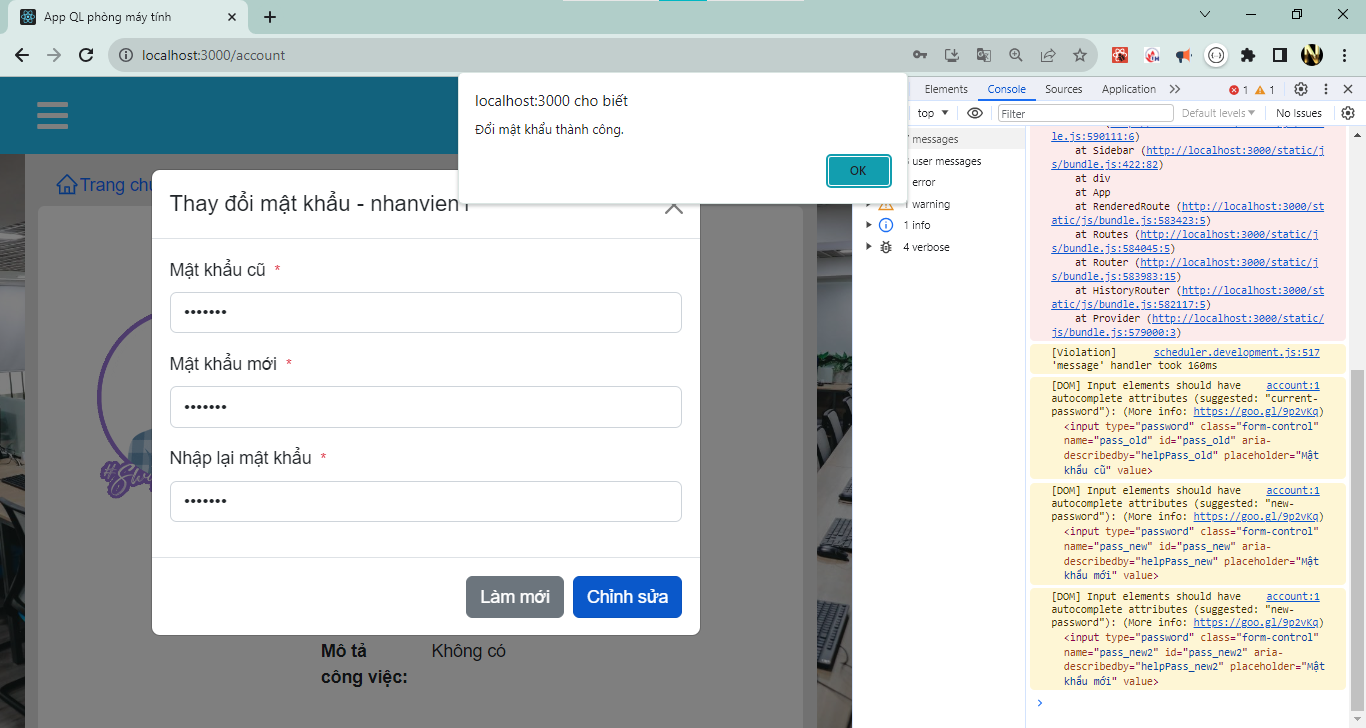 App QL phòng máy tính
localhost:3000/account
localhost:3000 cho biết
Đổi mật khẩu thành công.
OK
Trang
Thay đổi mật khẩu - nhanvien1
Mật khẩu cũ *
•••••••
Mật khẩu mới *
•••••••
Nhập lại mật khẩu *
•••••••
Làm mới
Chỉnh sửa
Mô tả
công việc:
Không có
Elements Console Sources Application
1 1
top
Filter
Default levels
No Issues
messages
user messages
error
1 warning
1 info
4 verbose
le.js:590111:6)
at Sidebar (http://localhost:3000/static/j
s/bundle.js:422:82)
at div
at App
at RenderedRoute (http://localhost:3000/st
atic/js/bundle.js:583423:5)
at Routes (http://localhost:3000/static/j
s/bundle.js:584045:5)
at Router (http://localhost:3000/static/j
s/bundle.js:583983:15)
at HistoryRouter (http://localhost:3000/st
atic/js/bundle.js:582117:5)
at Provider (http://localhost:3000/static/
js/bundle.js:579000:3)
[Violation] scheduler.development.js:517
'message' handler took 160ms
[DOM] Input elements should have account:1
autocomplete attributes (suggested: "current-
password"): (More info: https://goo.gl/9p2vKq)
<input type="password" class="form-control"
name="pass_old" id="pass_old" aria-
describedby="helpPass_old" placeholder="Mật
khẩu cũ" value>
[DOM] Input elements should have account:1
autocomplete attributes (suggested: "new-
password"): (More info: https://goo.gl/9p2vKq)
<input type="password" class="form-control"
name="pass_new" id="pass_new" aria-
describedby="helpPass_new" placeholder="Mật
khẩu mới" value>
[DOM] Input elements should have account:1
autocomplete attributes (suggested: "new-
password"): (More info: https://goo.gl/9p2vKq)
<input type="password" class="form-control"
name="pass_new2" id="pass_new2" aria-
describedby="helpPass_new2" placeholder="Mật
khẩu mới" value>